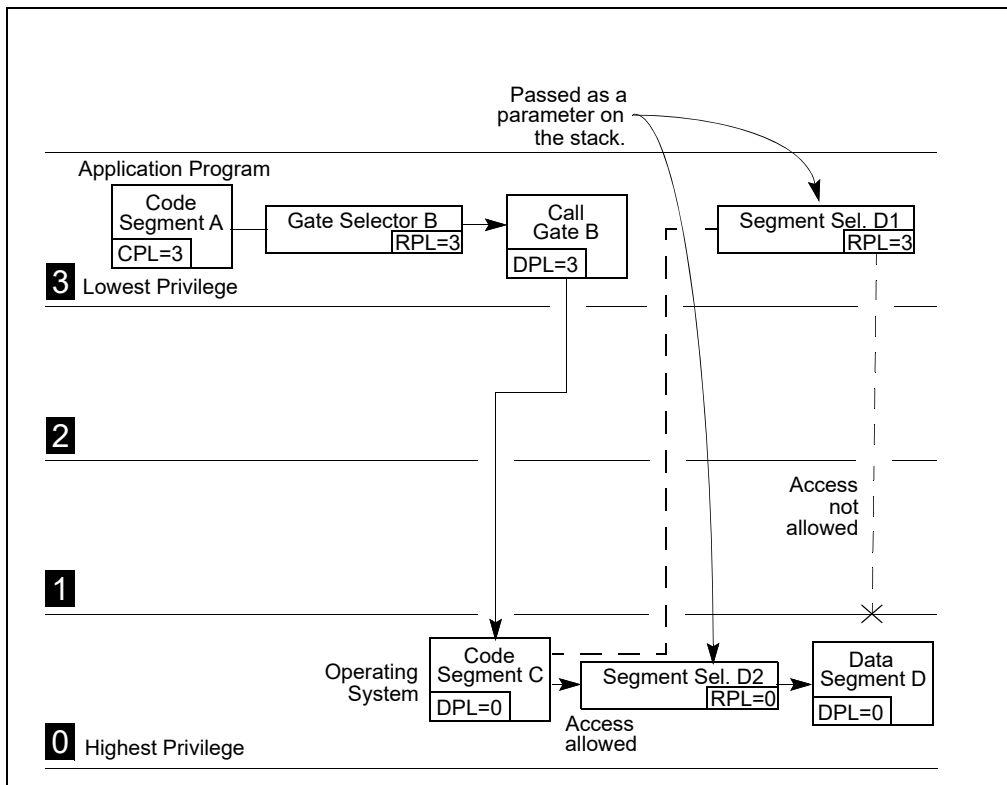 Passed as a
parameter on
the stack.
Application Program
Code
Segment A
CPL=3
Gate Selector B
RPL=3
Call
Gate B
DPL=3
Segment Sel. D1
RPL=3
3 Lowest Privilege
2
Access
not
allowed
1
Operating
System
Code
Segment C
DPL=0
Access
allowed
Segment Sel. D2
RPL=0
Data
Segment D
DPL=0
0 Highest Privilege